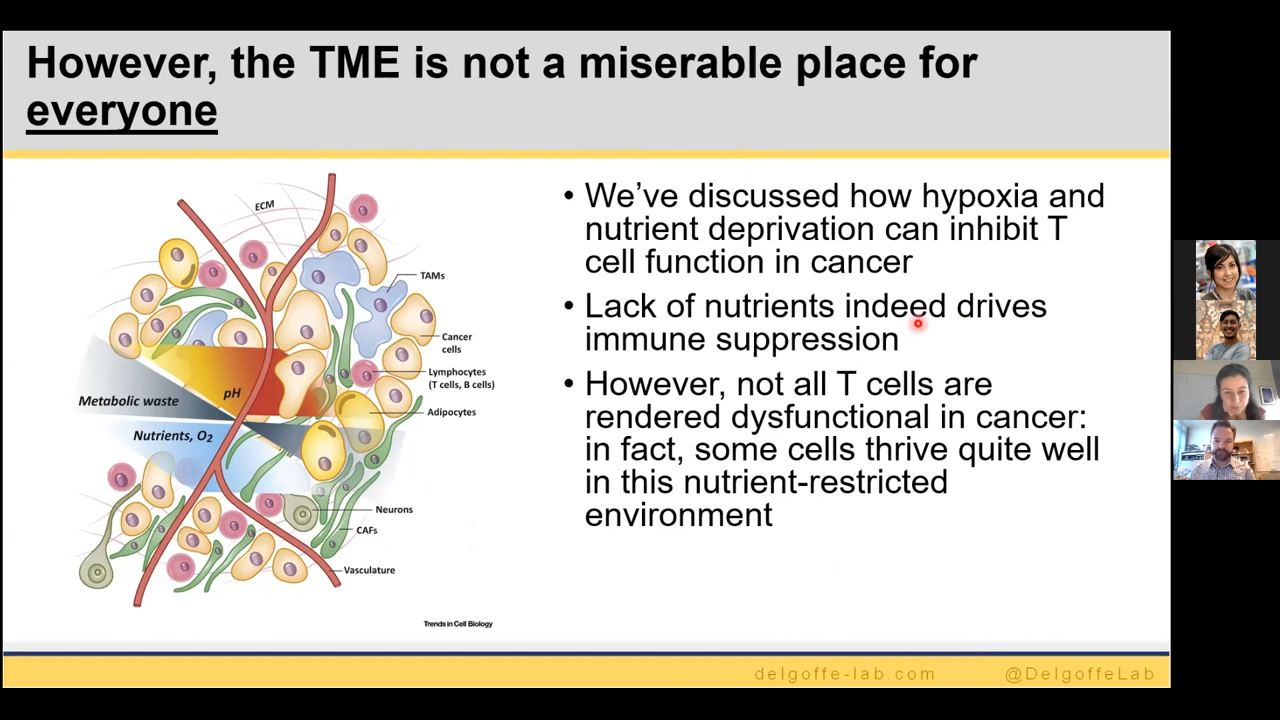 However, the TME is not a miserable place for
everyone
ECM
TAMs
Cancer
cells
Lymphocytes
(T cells, B cells)
pH
Metabolic waste
Adipocytes
Nutrients, O2
Neurons
CAFs
Vasculature
Trends in Cell Biology
• We’ve discussed how hypoxia and
nutrient deprivation can inhibit T
cell function in cancer
• Lack of nutrients indeed drives
immune suppression
• However, not all T cells are
rendered dysfunctional in cancer:
in fact, some cells thrive quite well
in this nutrient-restricted
environment
delgoffe-lab.com
@DelgoffeLab